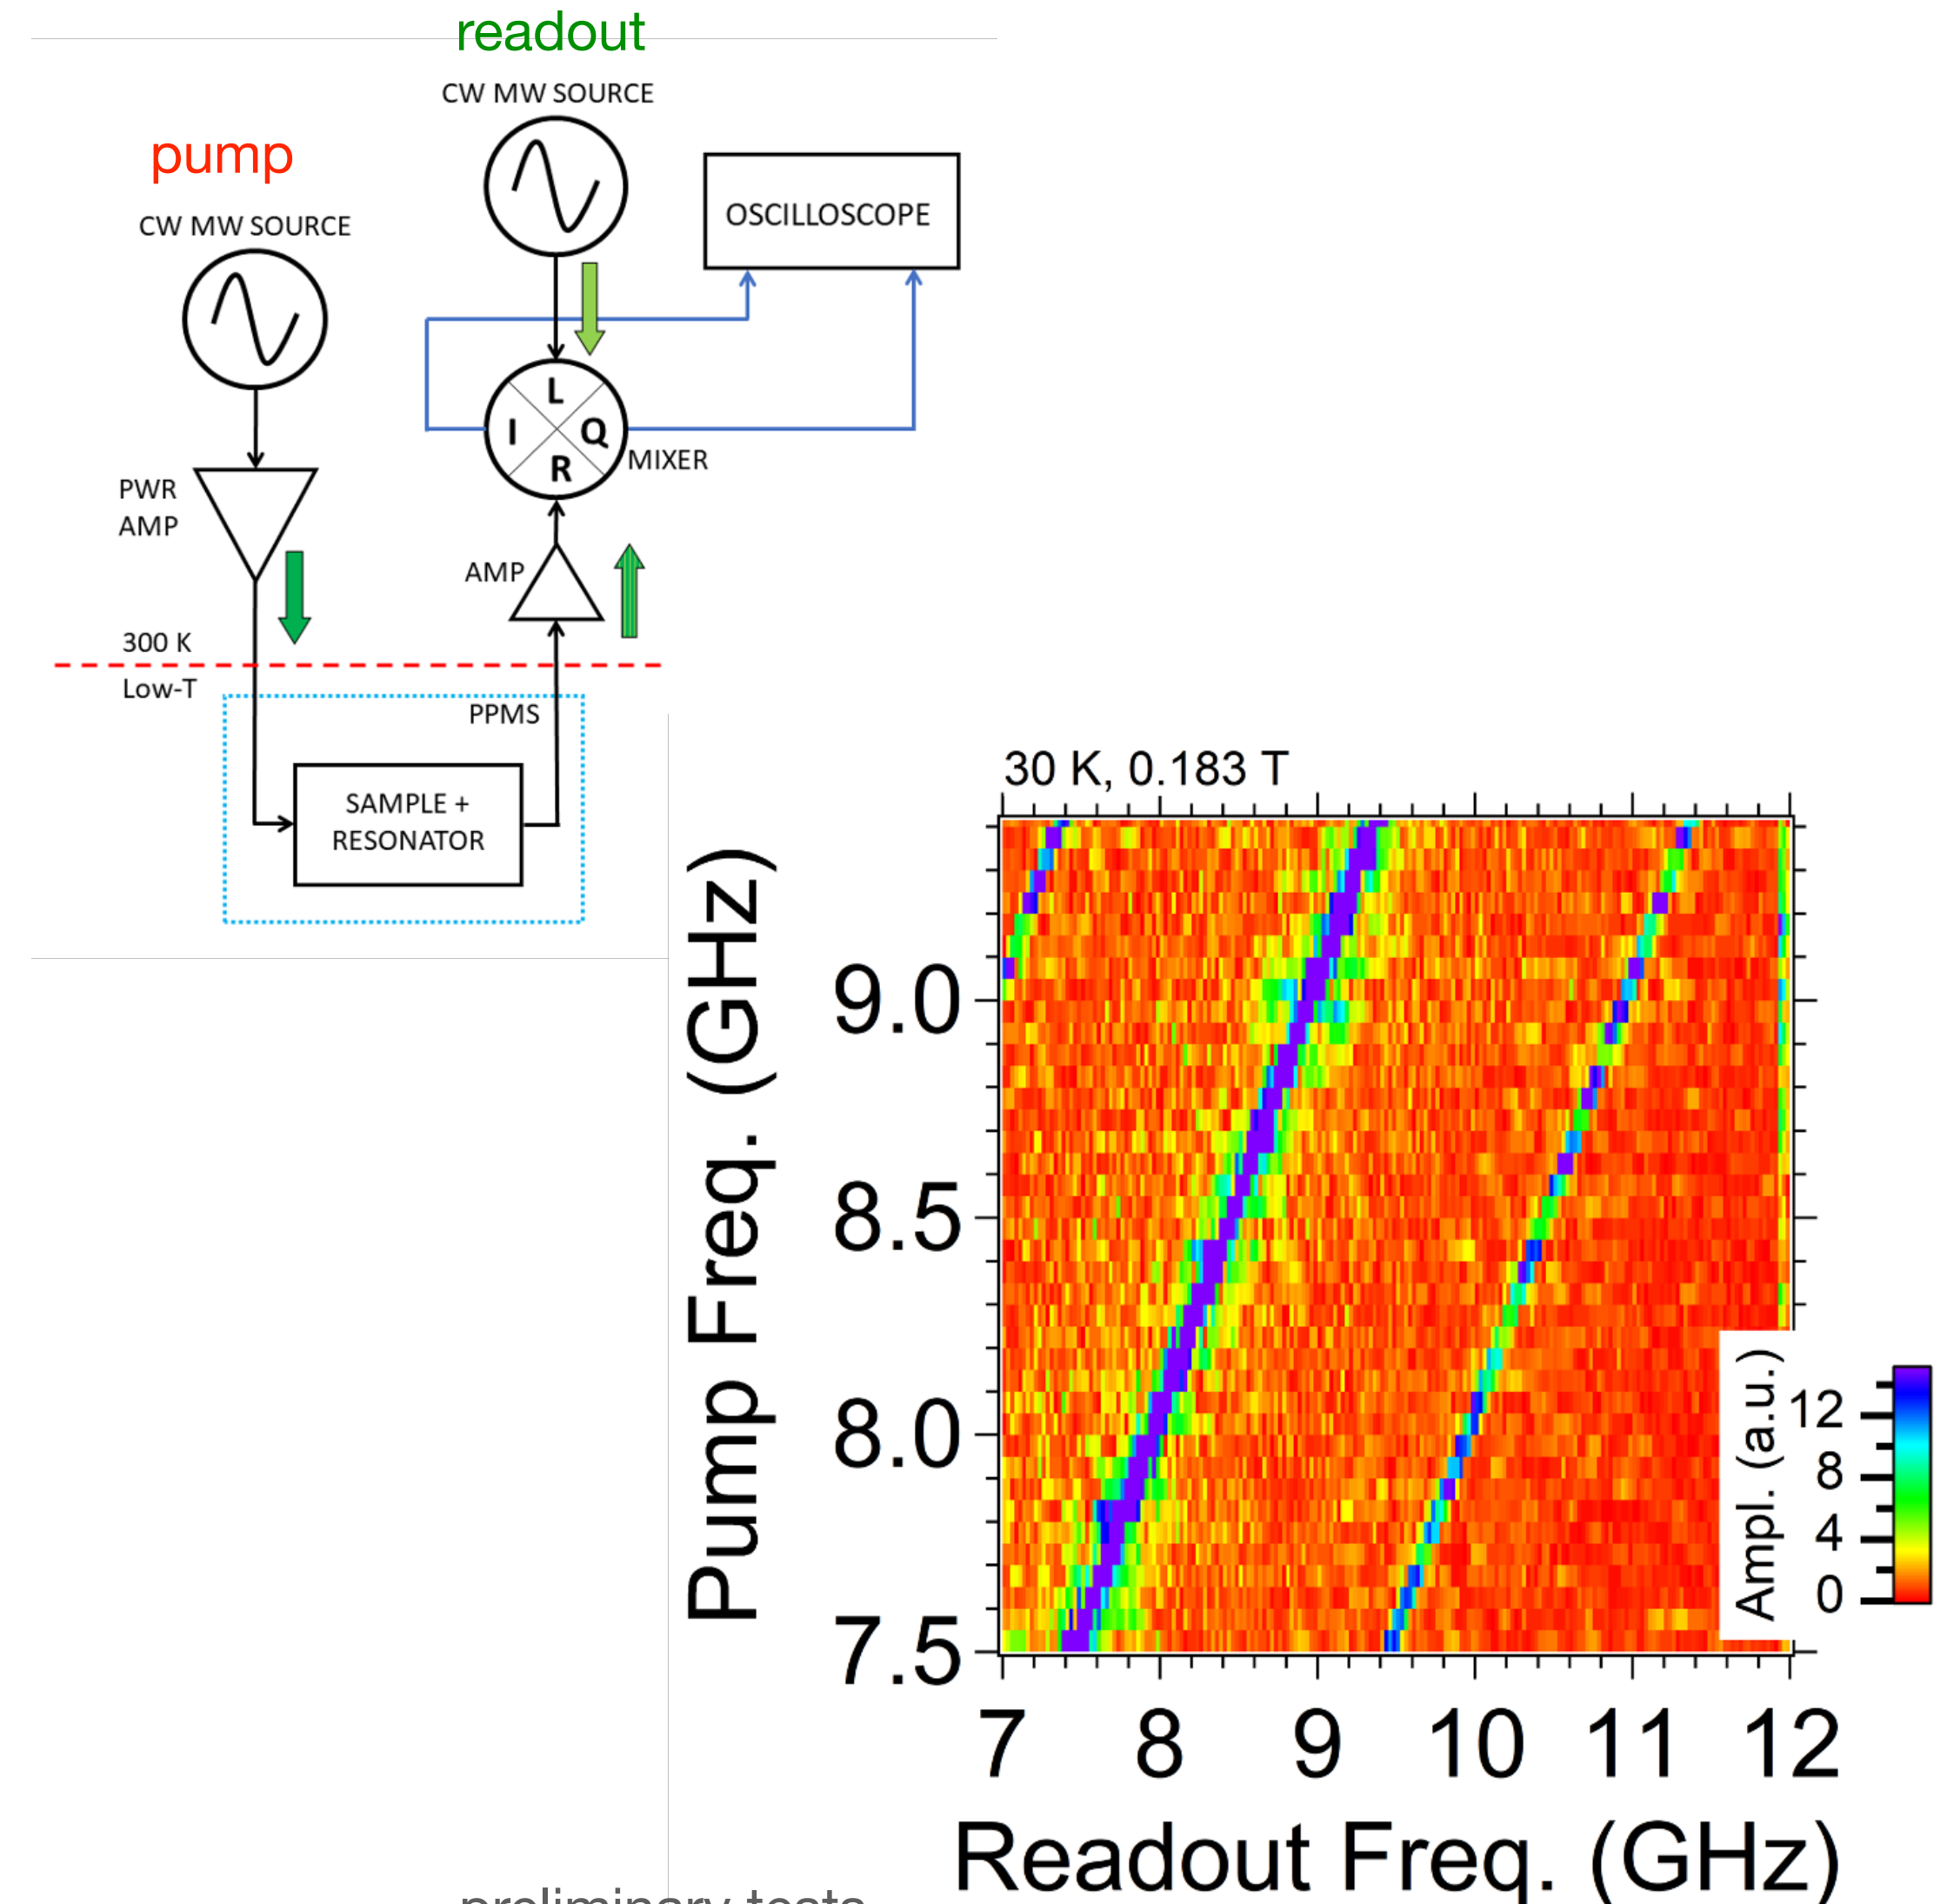 readout
CW MW SOURCE
pump
CW MW SOURCE
OSCILLOSCOPE
L
I
Q
R
MIXER
PWR
AMP
AMP
300 K
Low-T
PPMS
SAMPLE +
RESONATOR
30 K, 0.183 T
Pump Freq. (GHz)
9.0
8.5
8.0
7.5
7 8 9 10 11 12
Readout Freq. (GHz)
Ampl. (a.u.)
12
8
4
0
preliminary tests